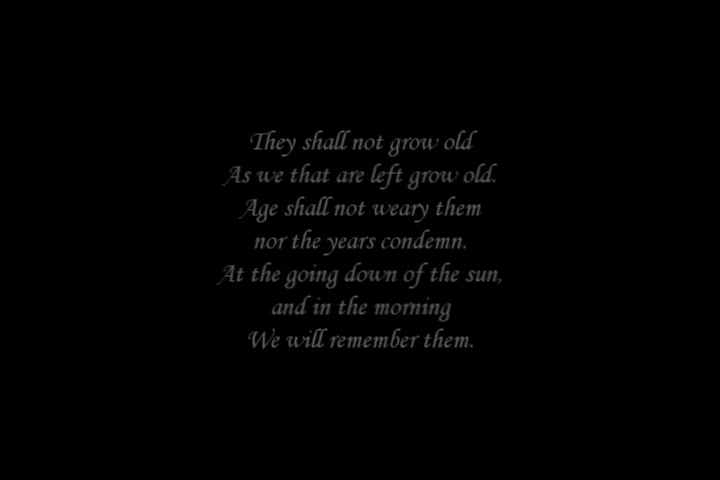 They shall not grow old
As we that are left grow old.
Age shall not weary them
nor the years condemn.
At the going down of the sun,
and in the morning
We will remember them.